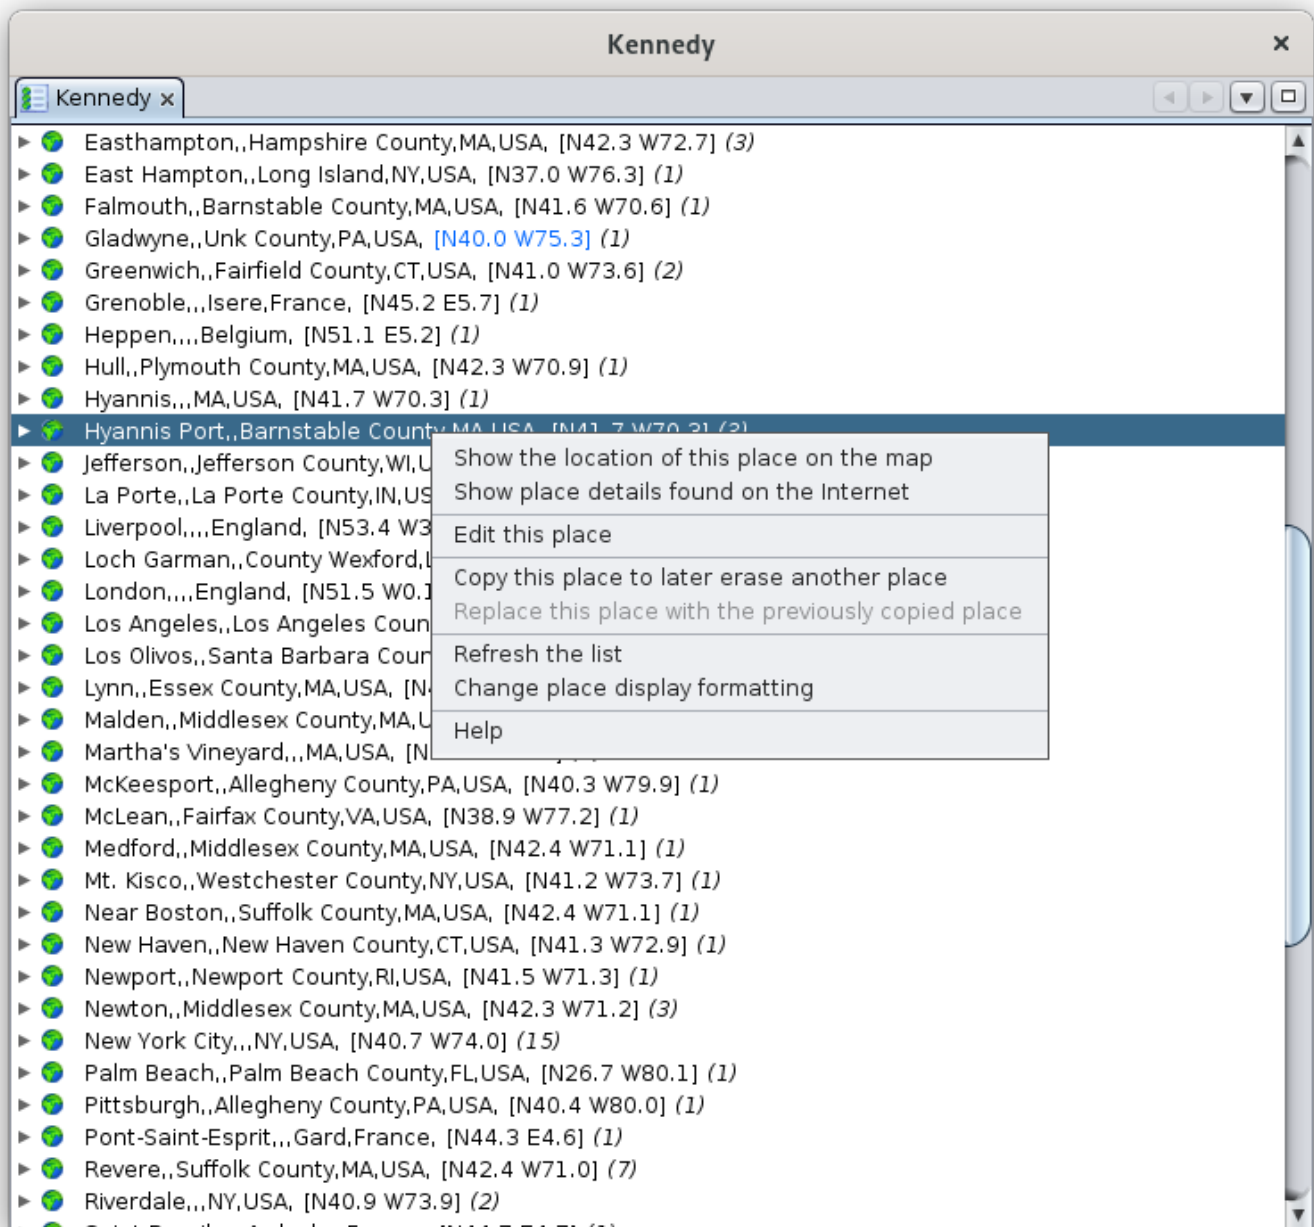 Kennedy
Kennedy
Easthampton,,Hampshire County,MA,USA, [N42.3 W72.7] (3)
East Hampton,,Long Island,NY,USA, [N37.0 W76.3] (1)
Falmouth,,Barnstable County,MA,USA, [N41.6 W70.6] (1)
Gladwyne,,Unk County,PA,USA, [N40.0 W75.3] (1)
Greenwich,,Fairfield County,CT,USA, [N41.0 W73.6] (2)
Grenoble,,,Isere,France, [N45.2 E5.7] (1)
Heppen,,,,Belgium, [N51.1 E5.2] (1)
Hull,,Plymouth County,MA,USA, [N42.3 W70.9] (1)
Hyannis,,,MA,USA, [N41.7 W70.3] (1)
Hyannis Port,,Barnstable County,MA,USA, [N41.7 W70.3] (3)
Jefferson,,Jefferson County,WI,U
La Porte,,La Porte County,IN,US
Liverpool,,,,England, [N53.4 W3
Loch Garman,,County Wexford,
London,,,,England, [N51.5 W0.1
Los Angeles,,Los Angeles Coun
Los Olivos,,Santa Barbara Coun
Lynn,,Essex County,MA,USA, [N4
Malden,,Middlesex County,MA,U
Martha's Vineyard,,,MA,USA, [N
Show the location of this place on the map
Show place details found on the Internet
Edit this place
Copy this place to later erase another place
Replace this place with the previously copied place
Refresh the list
Change place display formatting
Help
McKeesport,,Allegheny County,PA,USA, [N40.3 W79.9] (1)
McLean,,Fairfax County,VA,USA, [N38.9 W77.2] (1)
Medford,,Middlesex County,MA,USA, [N42.4 W71.1] (1)
Mt. Kisco,,Westchester County,NY,USA, [N41.2 W73.7] (1)
Near Boston,,Suffolk County,MA,USA, [N42.4 W71.1] (1)
New Haven,,New Haven County,CT,USA, [N41.3 W72.9] (1)
Newport,,Newport County,RI,USA, [N41.5 W71.3] (1)
Newton,,Middlesex County,MA,USA, [N42.3 W71.2] (3)
New York City,,,NY,USA, [N40.7 W74.0] (15)
Palm Beach,,Palm Beach County,FL,USA, [N26.7 W80.1] (1)
Pittsburgh,,Allegheny County,PA,USA, [N40.4 W80.0] (1)
Pont-Saint-Esprit,,,Gard,France, [N44.3 E4.6] (1)
Revere,,Suffolk County,MA,USA, [N42.4 W71.0] (7)
Riverdale,,,NY,USA, [N40.9 W73.9] (2)